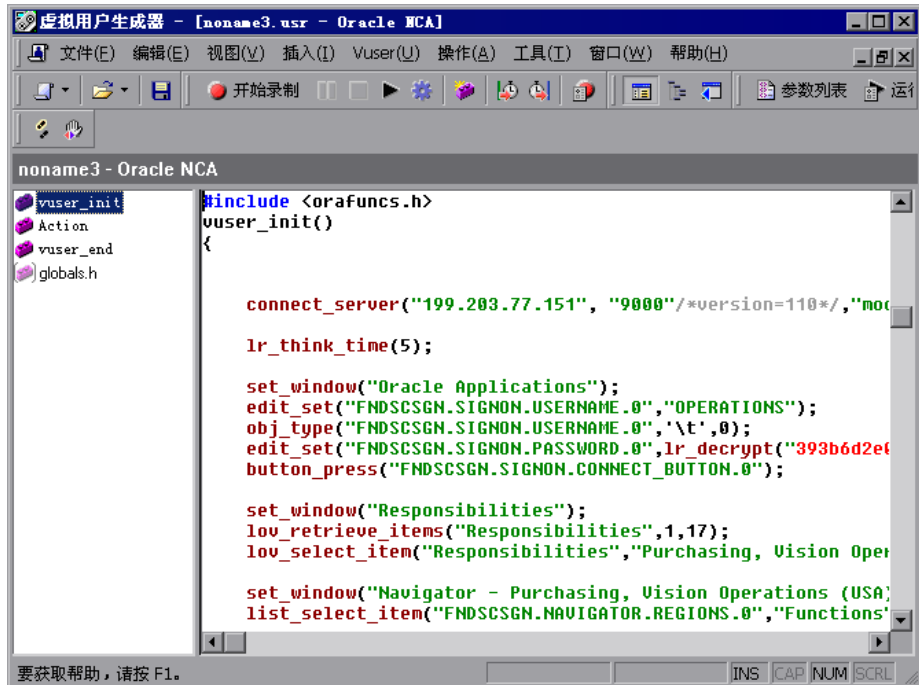 虚拟用户生成器 - [noname3.usr - Oracle NCA]
文件(F) 编辑(E) 视图(V) 插入(I) Vuser(U) 操作(A) 工具(T) 窗口(W) 帮助(H)
开始录制 参数列表
noname3 - Oracle NCA
vuser_init
Action
vuser_end
globals.h
#include <orafuncs.h>
vuser_init()
{
connect_server("199.203.77.151", "9000"/*version=110*/,"mod
lr_think_time(5);
set_window("Oracle Applications");
edit_set("FNDSCSGN.SIGNON.USERNAME.0","OPERATIONS");
obj_type("FNDSCSGN.SIGNON.USERNAME.0",'\t',0);
edit_set("FNDSCSGN.SIGNON.PASSWORD.0",lr_decrypt("393b6d2e
button_press("FNDSCSGN.SIGNON.CONNECT_BUTTON.0");
set_window("Responsibilities");
lov_retrieve_items("Responsibilities",1,17);
lov_select_item("Responsibilities","Purchasing, Vision Oper
set_window("Navigator - Purchasing, Vision Operations (USA)
list_select_item("FNDSCSGN.NAVIGATOR.REGIONS.0","Functions"
要获取帮助，请按 F1。 INS CAP NUM SCRL